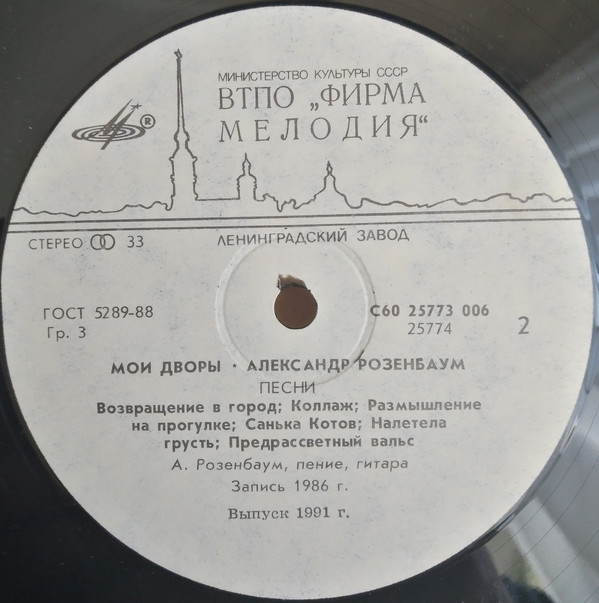 МИНИСТЕРСТВО КУЛЬТУРЫ СССР
ВТПО „ФИРМА
МЕЛОДИЯ“
®
СТЕРЕО 33
ЛЕНИНГРАДСКИЙ ЗАВОД
ГОСТ 5289-88
Гр. 3
С60 25773 006
25774
2
МОИ ДВОРЫ · АЛЕКСАНДР РОЗЕНБАУМ
ПЕСНИ
Возвращение в город; Коллаж; Размышление
на прогулке; Санька Котов; Налетела
грусть; Предрассветный вальс
А. Розенбаум, пение, гитара
Запись 1986 г.
Выпуск 1991 г.